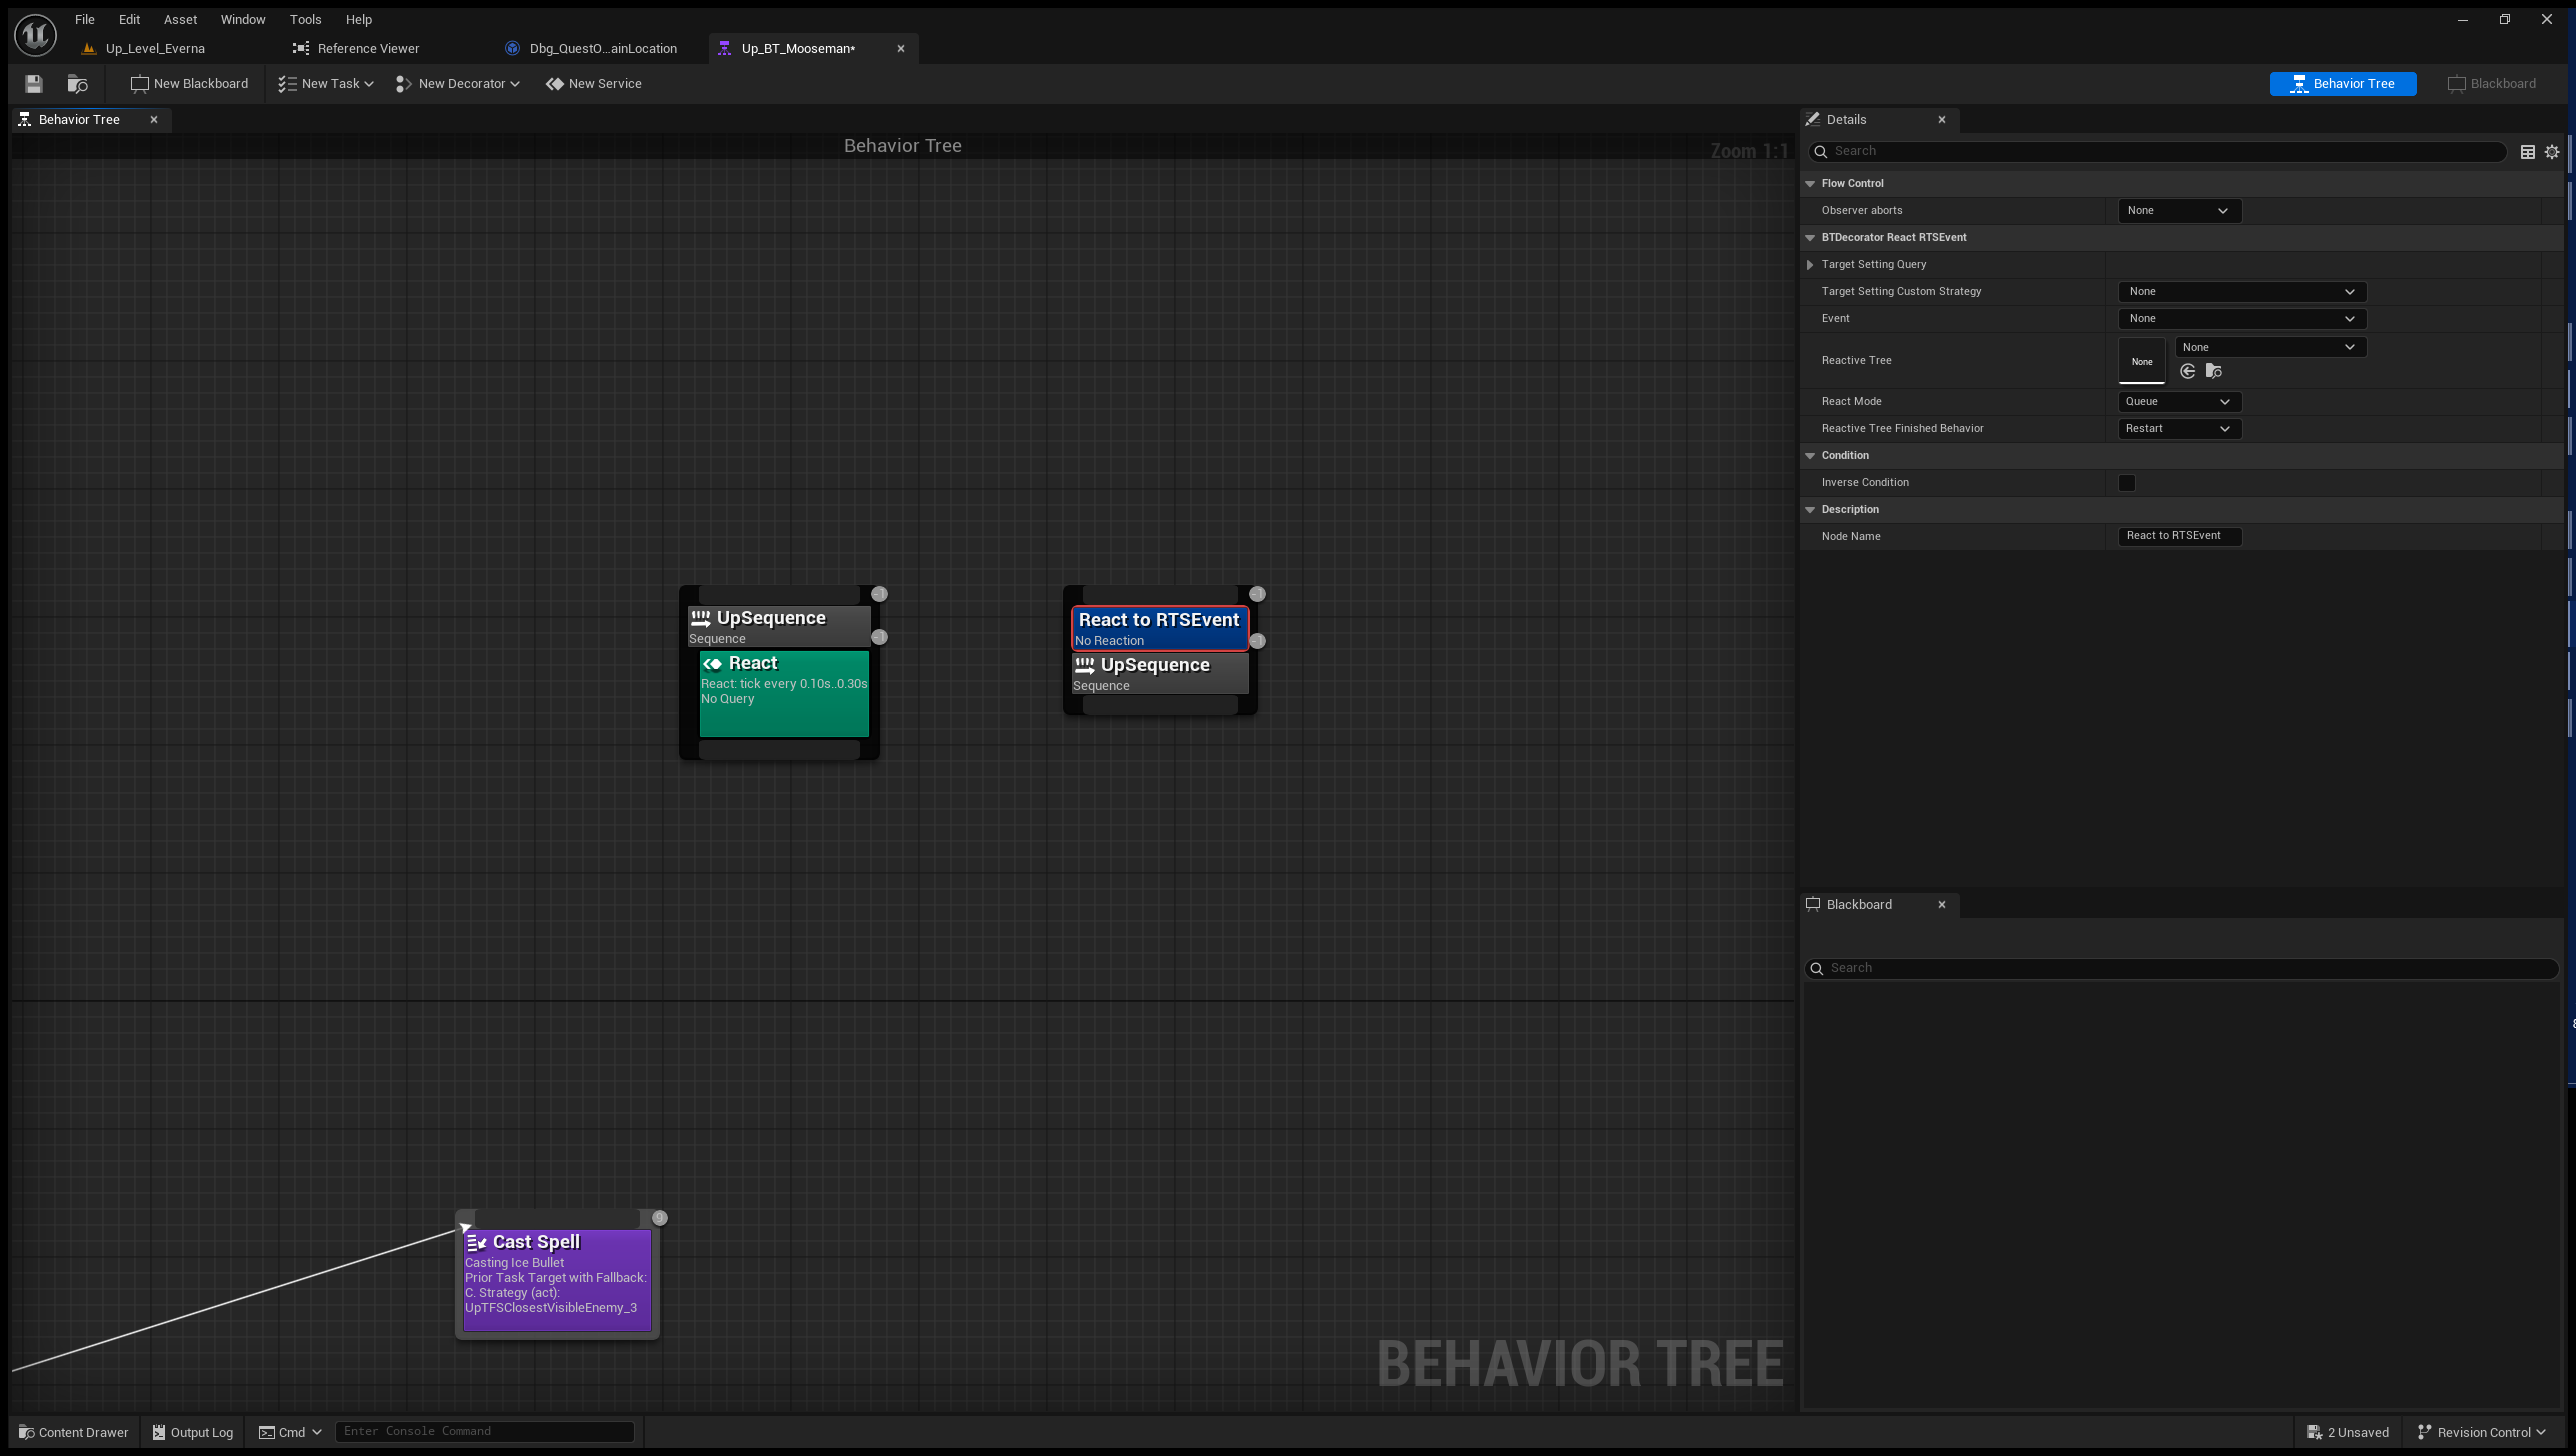 File Edit Asset Window Tools Help
Up_Level_Everna Reference Viewer Dbg_QuestO...ainLocation Up_BT_Mooseman*
New Blackboard New Task New Decorator New Service Behavior Tree Blackboard
Behavior Tree
Behavior Tree
Zoom 1:1
UpSequence
Sequence
React
React: tick every 0.10s..0.30s
No Query
-1
-1
React to RTSEvent
No Reaction
UpSequence
Sequence
-1
-1
9
Cast Spell
Casting Ice Bullet
Prior Task Target with Fallback:
C. Strategy (act):
UpTFSClosestVisibleEnemy_3
BEHAVIOR TREE
Details
Search
Flow Control
Observer aborts None
BTDecorator React RTSEvent
Target Setting Query
Target Setting Custom Strategy None
Event None
Reactive Tree None None
React Mode Queue
Reactive Tree Finished Behavior Restart
Condition
Inverse Condition
Description
Node Name React to RTSEvent
Blackboard
Search
Content Drawer Output Log Cmd Enter Console Command 2 Unsaved Revision Control